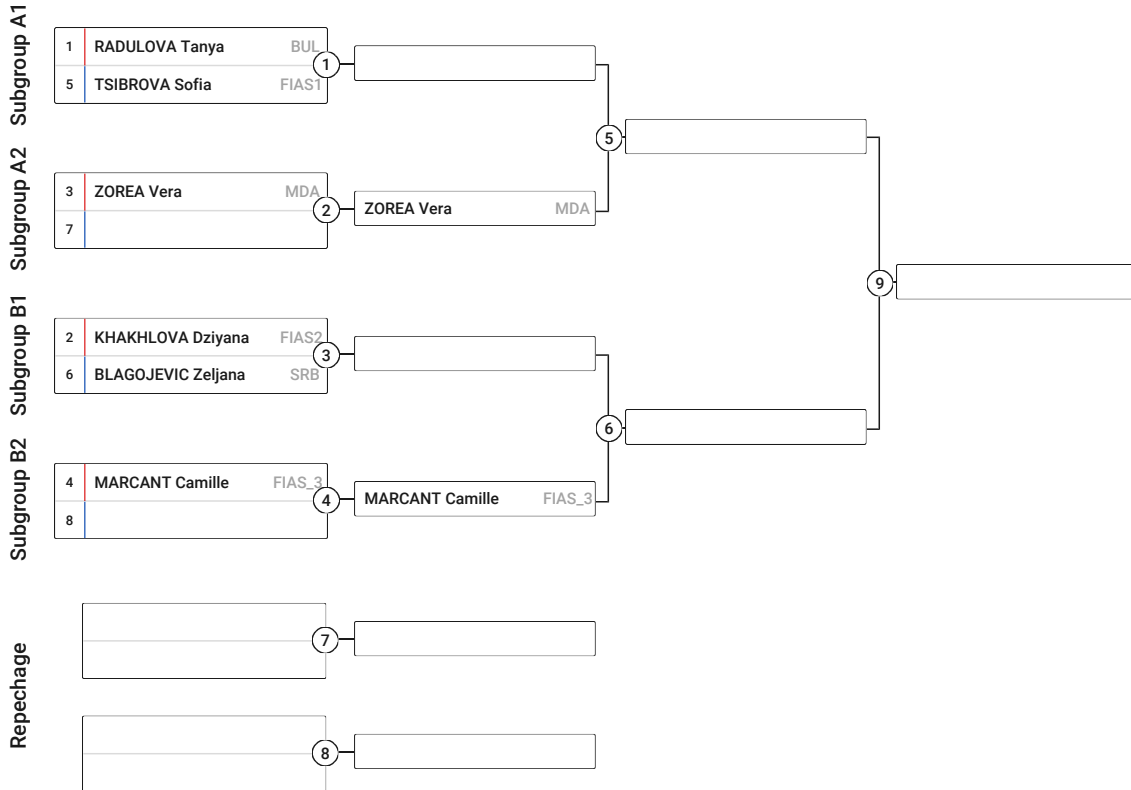 Subgroup A1
1 RADULOVA Tanya BUL
5 TSIBROVA Sofia FIAS1
1
5
Subgroup A2
3 ZOREA Vera MDA
7
2
ZOREA Vera MDA
9
Subgroup B1
2 KHAKHLOVA Dziyana FIAS2
6 BLAGOJEVIC Zeljana SRB
3
6
Subgroup B2
4 MARCANT Camille FIAS_3
8
4
MARCANT Camille FIAS_3
Repechage
7
8